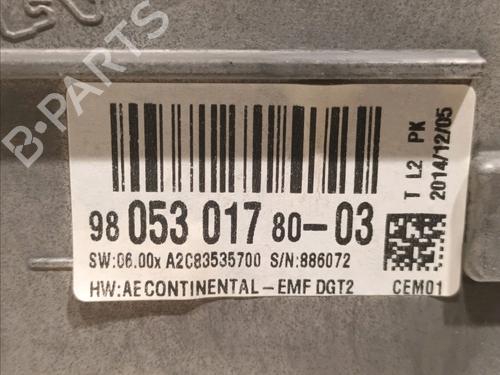 B-PARTS
98 053 017 80-03
SW:06.00x A2C83535700 S/N:886072
HW:AE CONTINENTAL-EMF DGT2
CEM01
T L2 PK
2014/12/05